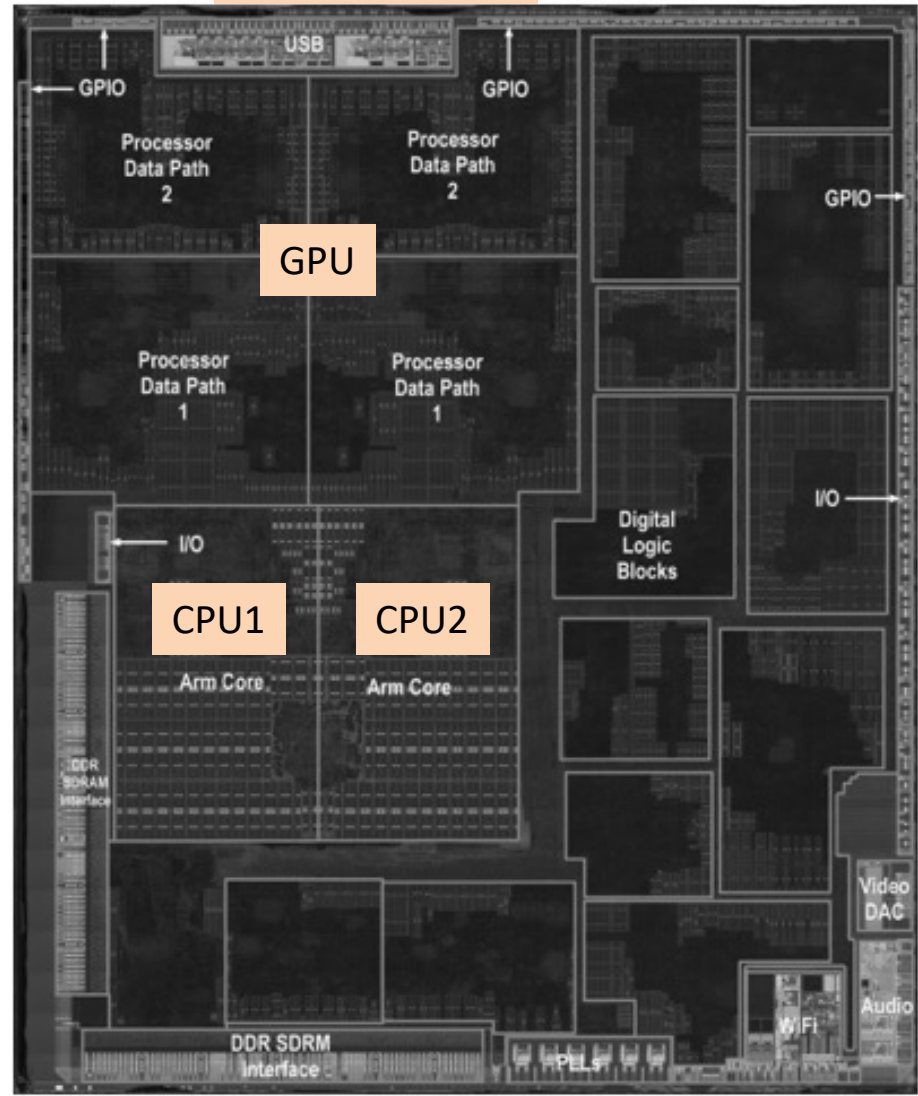 USB
GPIO
GPIO
Processor
Data Path
2
Processor
Data Path
2
GPIO
GPU
Processor
Data Path
1
Processor
Data Path
1
I/O
Digital
Logic
Blocks
I/O
CPU1
CPU2
Arm Core
Arm Core
DDR
SDRAM
Interface
Video
DAC
Audio
WiFi
DDR SDRM
Interface
PLLs